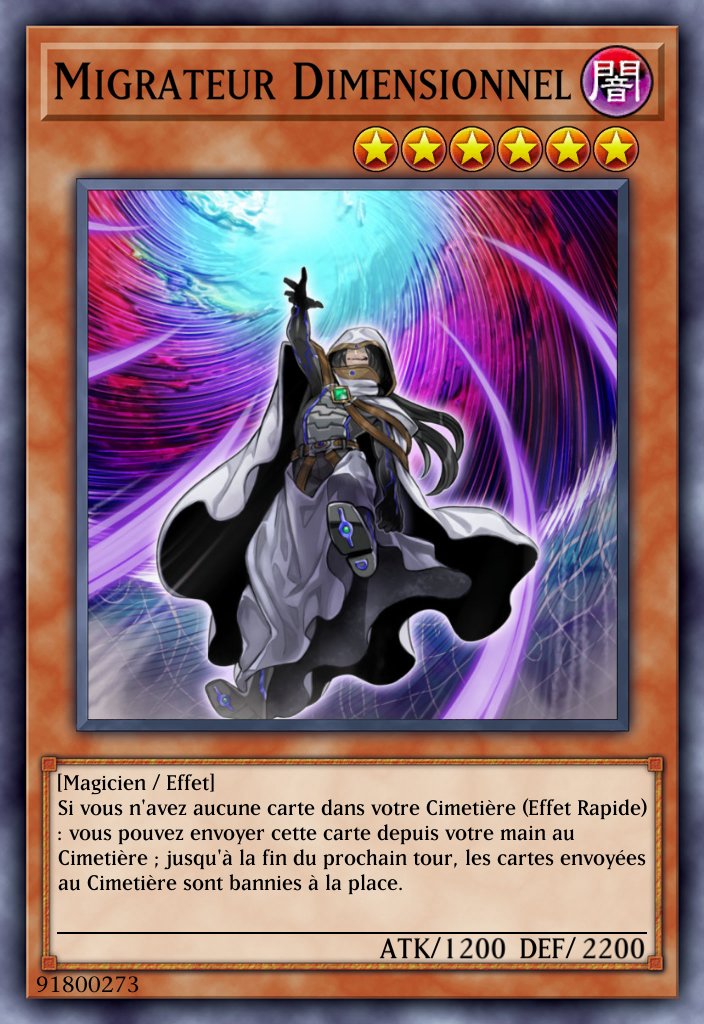 Migrateur Dimensionnel 闇
[Magicien / Effet]
Si vous n'avez aucune carte dans votre Cimetière (Effet Rapide)
: vous pouvez envoyer cette carte depuis votre main au
Cimetière ; jusqu'à la fin du prochain tour, les cartes envoyées
au Cimetière sont bannies à la place.
ATK/1200 DEF/2200
91800273